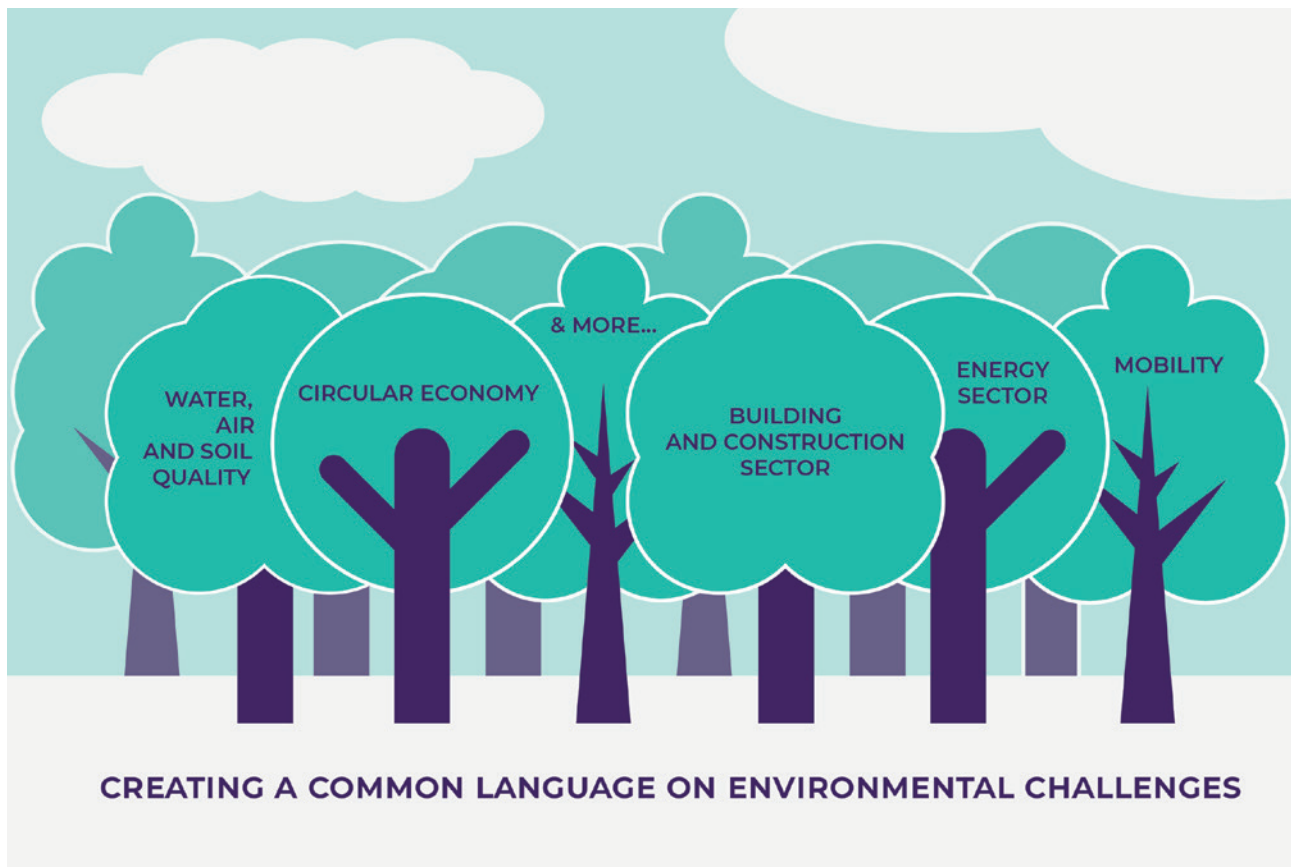 WATER,
AIR
AND SOIL
QUALITY
CIRCULAR ECONOMY
& MORE...
BUILDING
AND CONSTRUCTION
SECTOR
ENERGY
SECTOR
MOBILITY
CREATING A COMMON LANGUAGE ON ENVIRONMENTAL CHALLENGES